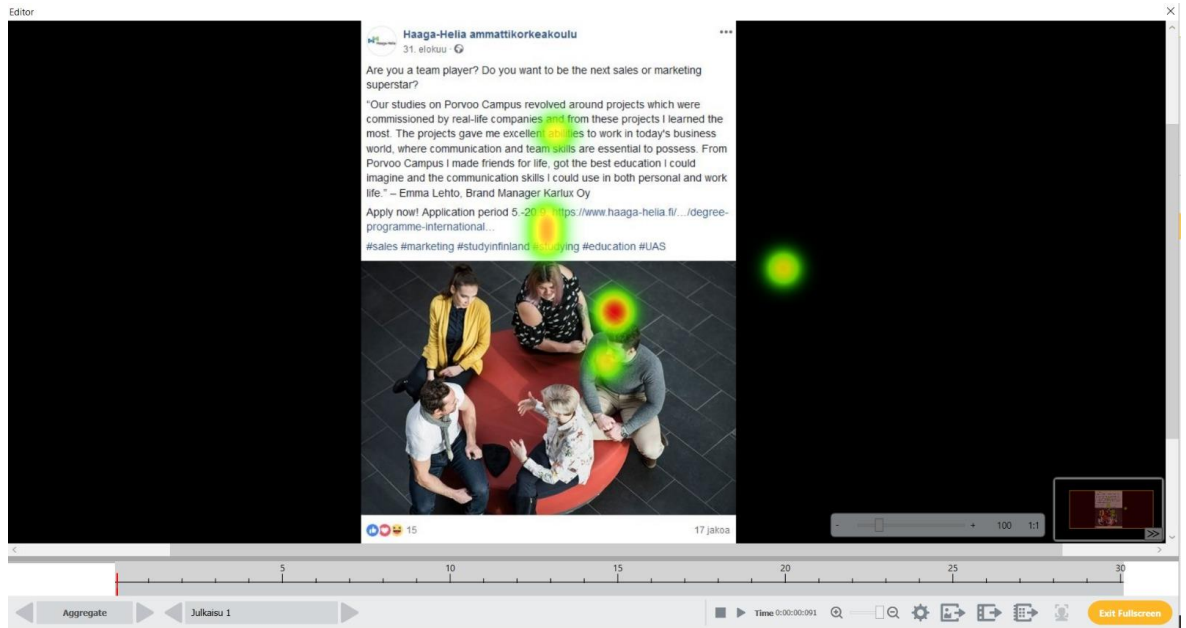 Editor
Haaga-Helia ammattikorkeakoulu
31. elokuu
Are you a team player? Do you want to be the next sales or marketing
superstar?
"Our studies on Porvoo Campus revolved around projects which were
commissioned by real-life companies and from these projects I learned the
most. The projects gave me excellent abilities to work in today's business
world, where communication and team skills are essential to possess. From
Porvoo Campus I made friends for life, got the best education I could
imagine and the communication skills I could use in both personal and work
life." – Emma Lehto, Brand Manager Karlux Oy
Apply now! Application period 5.-20.9. https://www.haaga-helia.fi/.../degree-
programme-international...
#sales #marketing #studyinfinland #studying #education #UAS
15
17 jakoa
- + 100 1:1
5 10 15 20 25 30
Aggregate
Julkaisu 1
Time 0:00:00:091
Exit Fullscreen